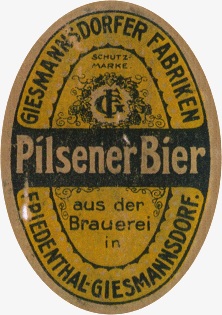 GIESMANNSDORFER FABRIKEN
SCHUTZ-
MARKE
GF
Pilsener Bier
aus der
Brauerei
in
FRIEDENTHAL-GIESMANNSDORF.